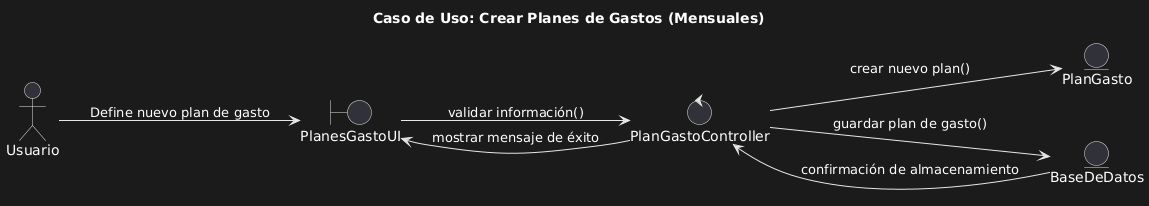 Caso de Uso: Crear Planes de Gastos (Mensuales)
Usuario
Define nuevo plan de gasto
PlanesGastoUI
validar información()
mostrar mensaje de éxito
PlanGastoController
crear nuevo plan()
PlanGasto
guardar plan de gasto()
confirmación de almacenamiento
BaseDeDatos